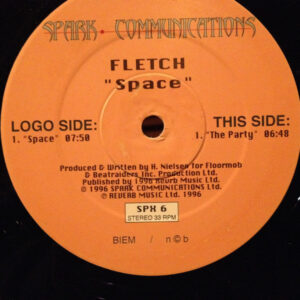 SPARK COMMUNICATIONS
FLETCH
"Space"
LOGO SIDE:
1. "Space" 07:50
THIS SIDE:
1. "The Party" 06:48
Produced & Written by H. Nielsen for Floormob
& Beatraiders Inc. Production Ltd.
Published by 1996 Reverb Music Ltd.
© 1996 SPARK COMMUNICATIONS Ltd.
℗ REVERB MUSIC Ltd. 1996
SPX 6
STEREO 33 RPM
BIEM / n©b